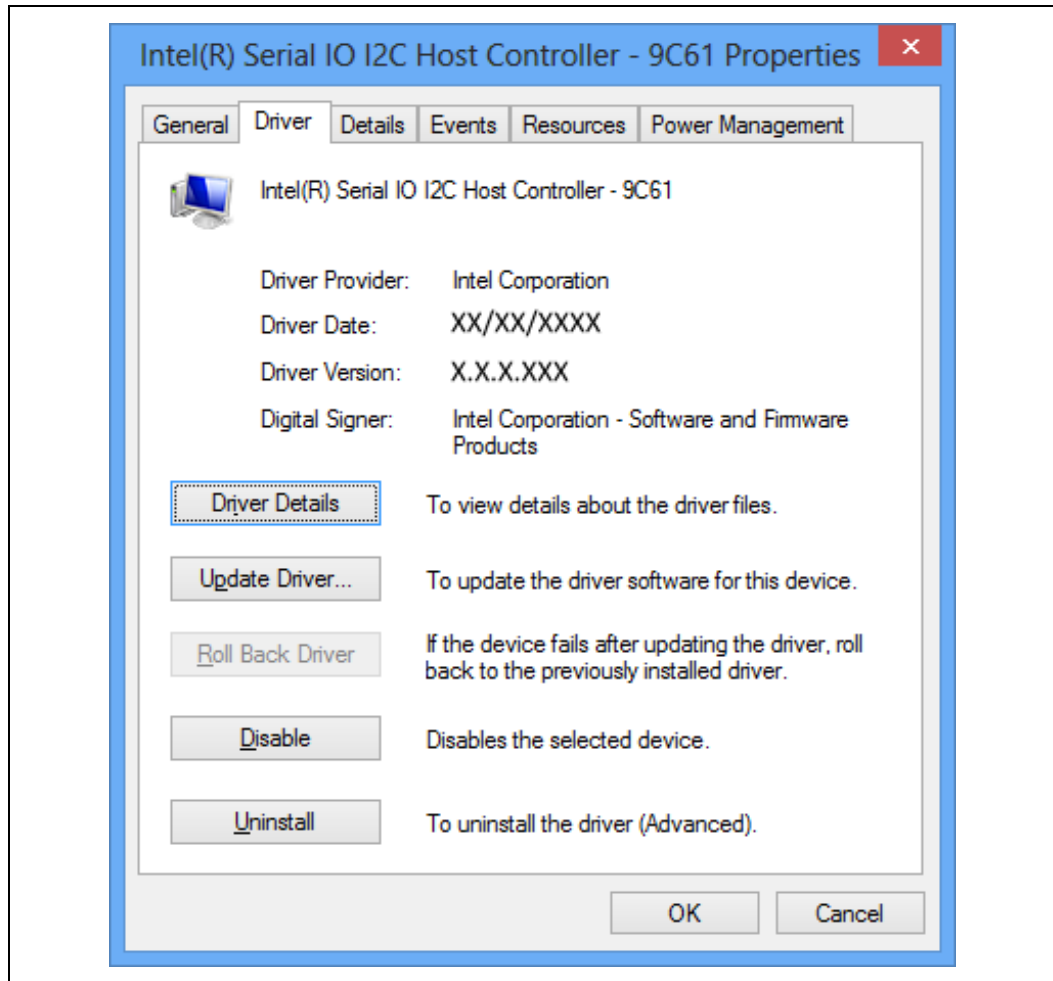 Intel(R) Serial IO I2C Host Controller - 9C61 Properties
General Driver Details Events Resources Power Management
Intel(R) Serial IO I2C Host Controller - 9C61
Driver Provider: Intel Corporation
Driver Date: XX/XX/XXXX
Driver Version: X.X.X.XXX
Digital Signer: Intel Corporation - Software and Firmware
Products
Driver Details To view details about the driver files.
Update Driver... To update the driver software for this device.
Roll Back Driver If the device fails after updating the driver, roll
back to the previously installed driver.
Disable Disables the selected device.
Uninstall To uninstall the driver (Advanced).
OK Cancel